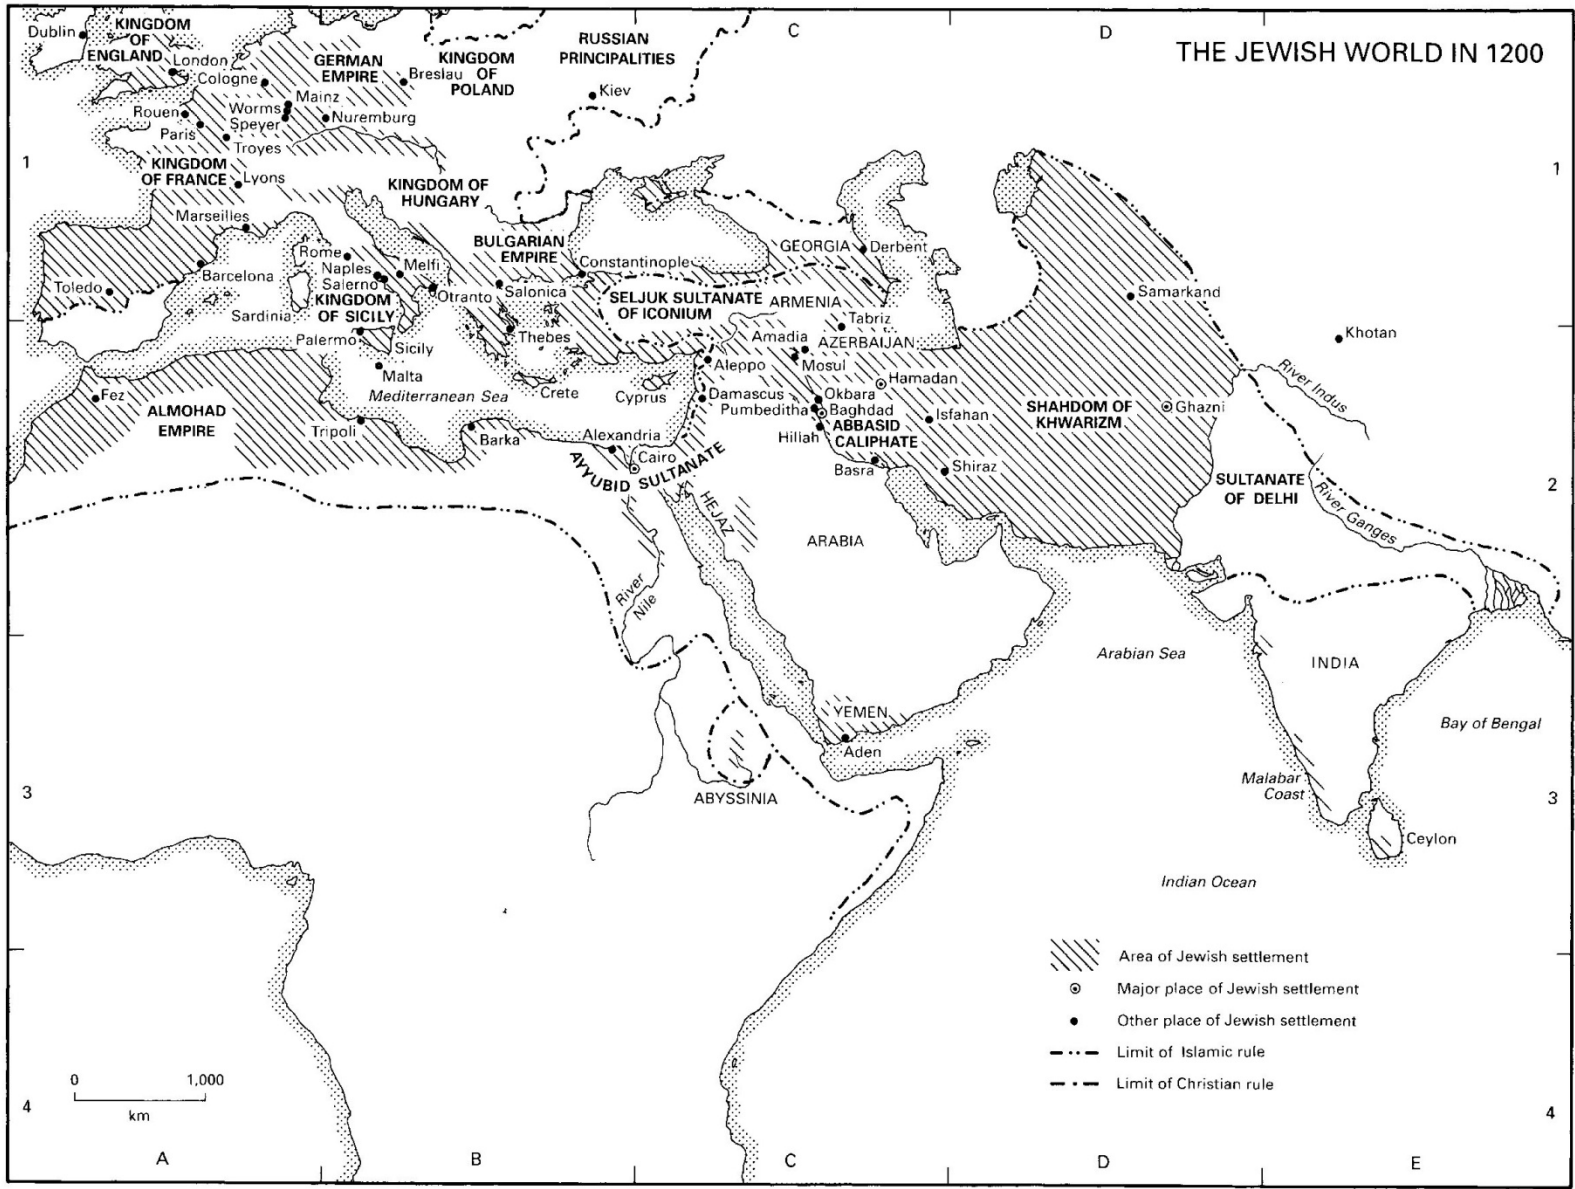 THE JEWISH WORLD IN 1200
C
D
1
1
2
3
3
2
4
4
A
B
C
D
E
Dublin
KINGDOM
OF
ENGLAND
London
Cologne
GERMAN
EMPIRE
Breslau
KINGDOM
OF
POLAND
RUSSIAN
PRINCIPALITIES
Kiev
Mainz
Worms
Speyer
Nuremburg
Rouen
Paris
Troyes
KINGDOM
OF FRANCE
Lyons
KINGDOM OF
HUNGARY
Marseilles
Rome
Naples
Salerno
Melfi
BULGARIAN
EMPIRE
Constantinople
GEORGIA
Derbent
Barcelona
Toledo
Sardinia
KINGDOM
OF SICILY
Otranto
Salonica
SELJUK SULTANATE
OF ICONIUM
ARMENIA
Samarkand
Palermo
Sicily
Thebes
Tabriz
Amadia
AZERBAIJAN
Mosul
Khotan
Malta
Mediterranean Sea
Crete
Cyprus
Aleppo
Hamadan
River Indus
Fez
ALMOHAD
EMPIRE
Tripoli
Barka
Alexandria
Cairo
Damascus
Pumbeditha
Okbara
Baghdad
Hillah
ABBASID
CALIPHATE
Isfahan
SHAHDOM OF
KHWARIZM
Ghazni
Basra
Shiraz
AYYUBID SULTANATE
SULTANATE
OF DELHI
River Ganges
HEJAZ
ARABIA
River
Nile
Arabian Sea
INDIA
YEMEN
Aden
Bay of Bengal
ABYSSINIA
Malabar
Coast
Ceylon
Indian Ocean
Area of Jewish settlement
Major place of Jewish settlement
Other place of Jewish settlement
Limit of Islamic rule
Limit of Christian rule
0 1,000
km